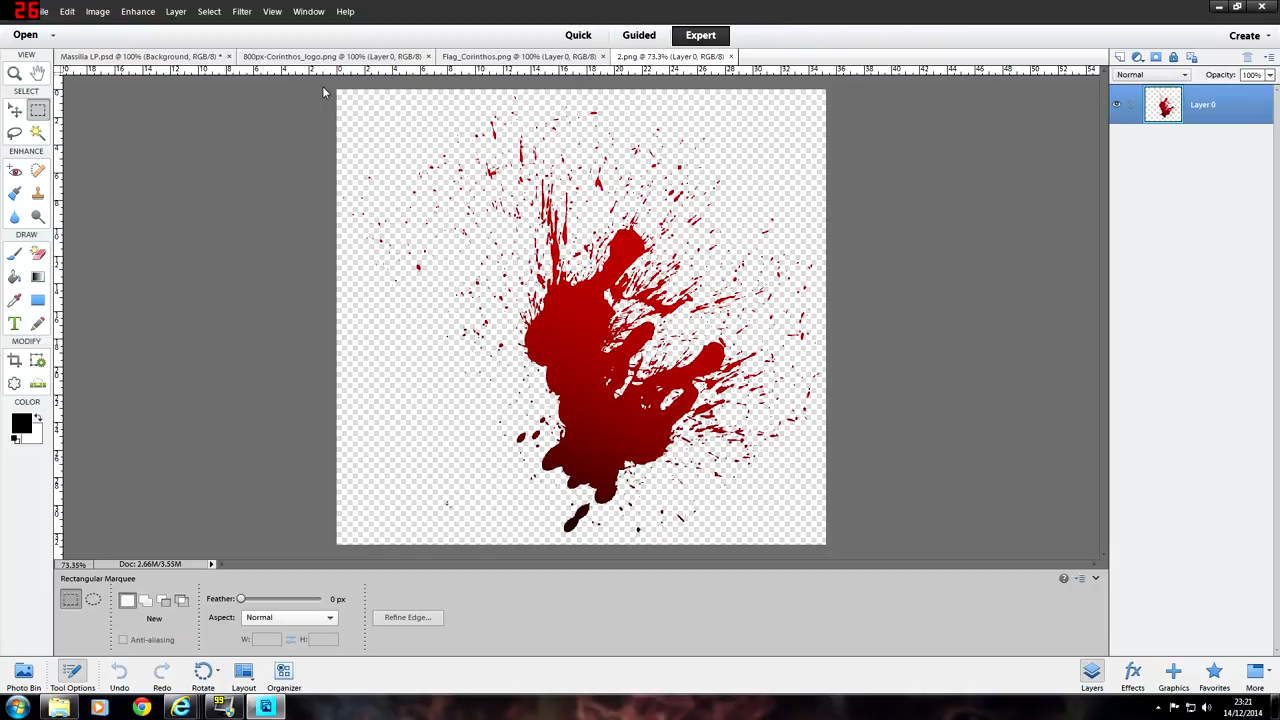 26
ile Edit Image Enhance Layer Select Filter View Window Help
Open Quick Guided Expert Create
VIEW
Massilia LP.psd @ 100% (Background, RGB/8) * × 800px-Corinthos_logo.png @ 100% (Layer 0, RGB/8) × Flag_Corinthos.png @ 100% (Layer 0, RGB/8) × 2.png @ 73.3% (Layer 0, RGB/8) ×
Normal Opacity: 100%
SELECT
Layer 0
ENHANCE
DRAW
T
MODIFY
COLOR
73.35% Doc: 2.66M/3.55M
Rectangular Marquee
Feather: 0 px
New Aspect: Normal Refine Edge...
Anti-aliasing W: H:
Photo Bin Tool Options Undo Redo Rotate Layout Organizer Layers Effects Graphics Favorites More
99
23:21
14/12/2014